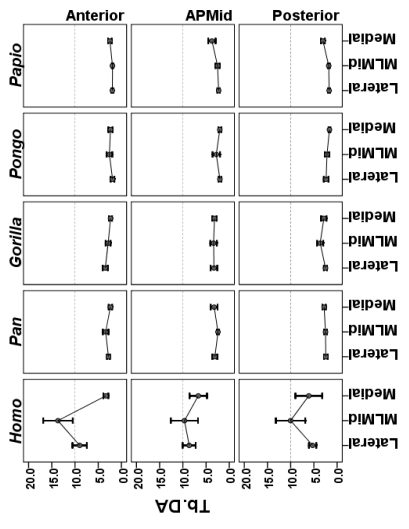 Anterior
APMid
Posterior
Papio
Pongo
Gorilla
Pan
Homo
Medial
MLMid
Lateral
Medial
MLMid
Lateral
Medial
MLMid
Lateral
Medial
MLMid
Lateral
Medial
MLMid
Lateral
20.0
15.0
10.0
5.0
0.0
20.0
15.0
10.0
5.0
0.0
20.0
15.0
10.0
5.0
0.0
Tb.DA